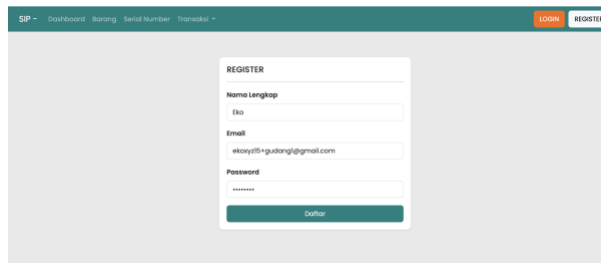 SIP - Dashboard Barang Serial Number Transaksi LOGIN REGISTER
REGISTER
Nama Lengkap
Eko
Email
ekoxyz15+gudang1@gmail.com
Password
••••••••
Daftar